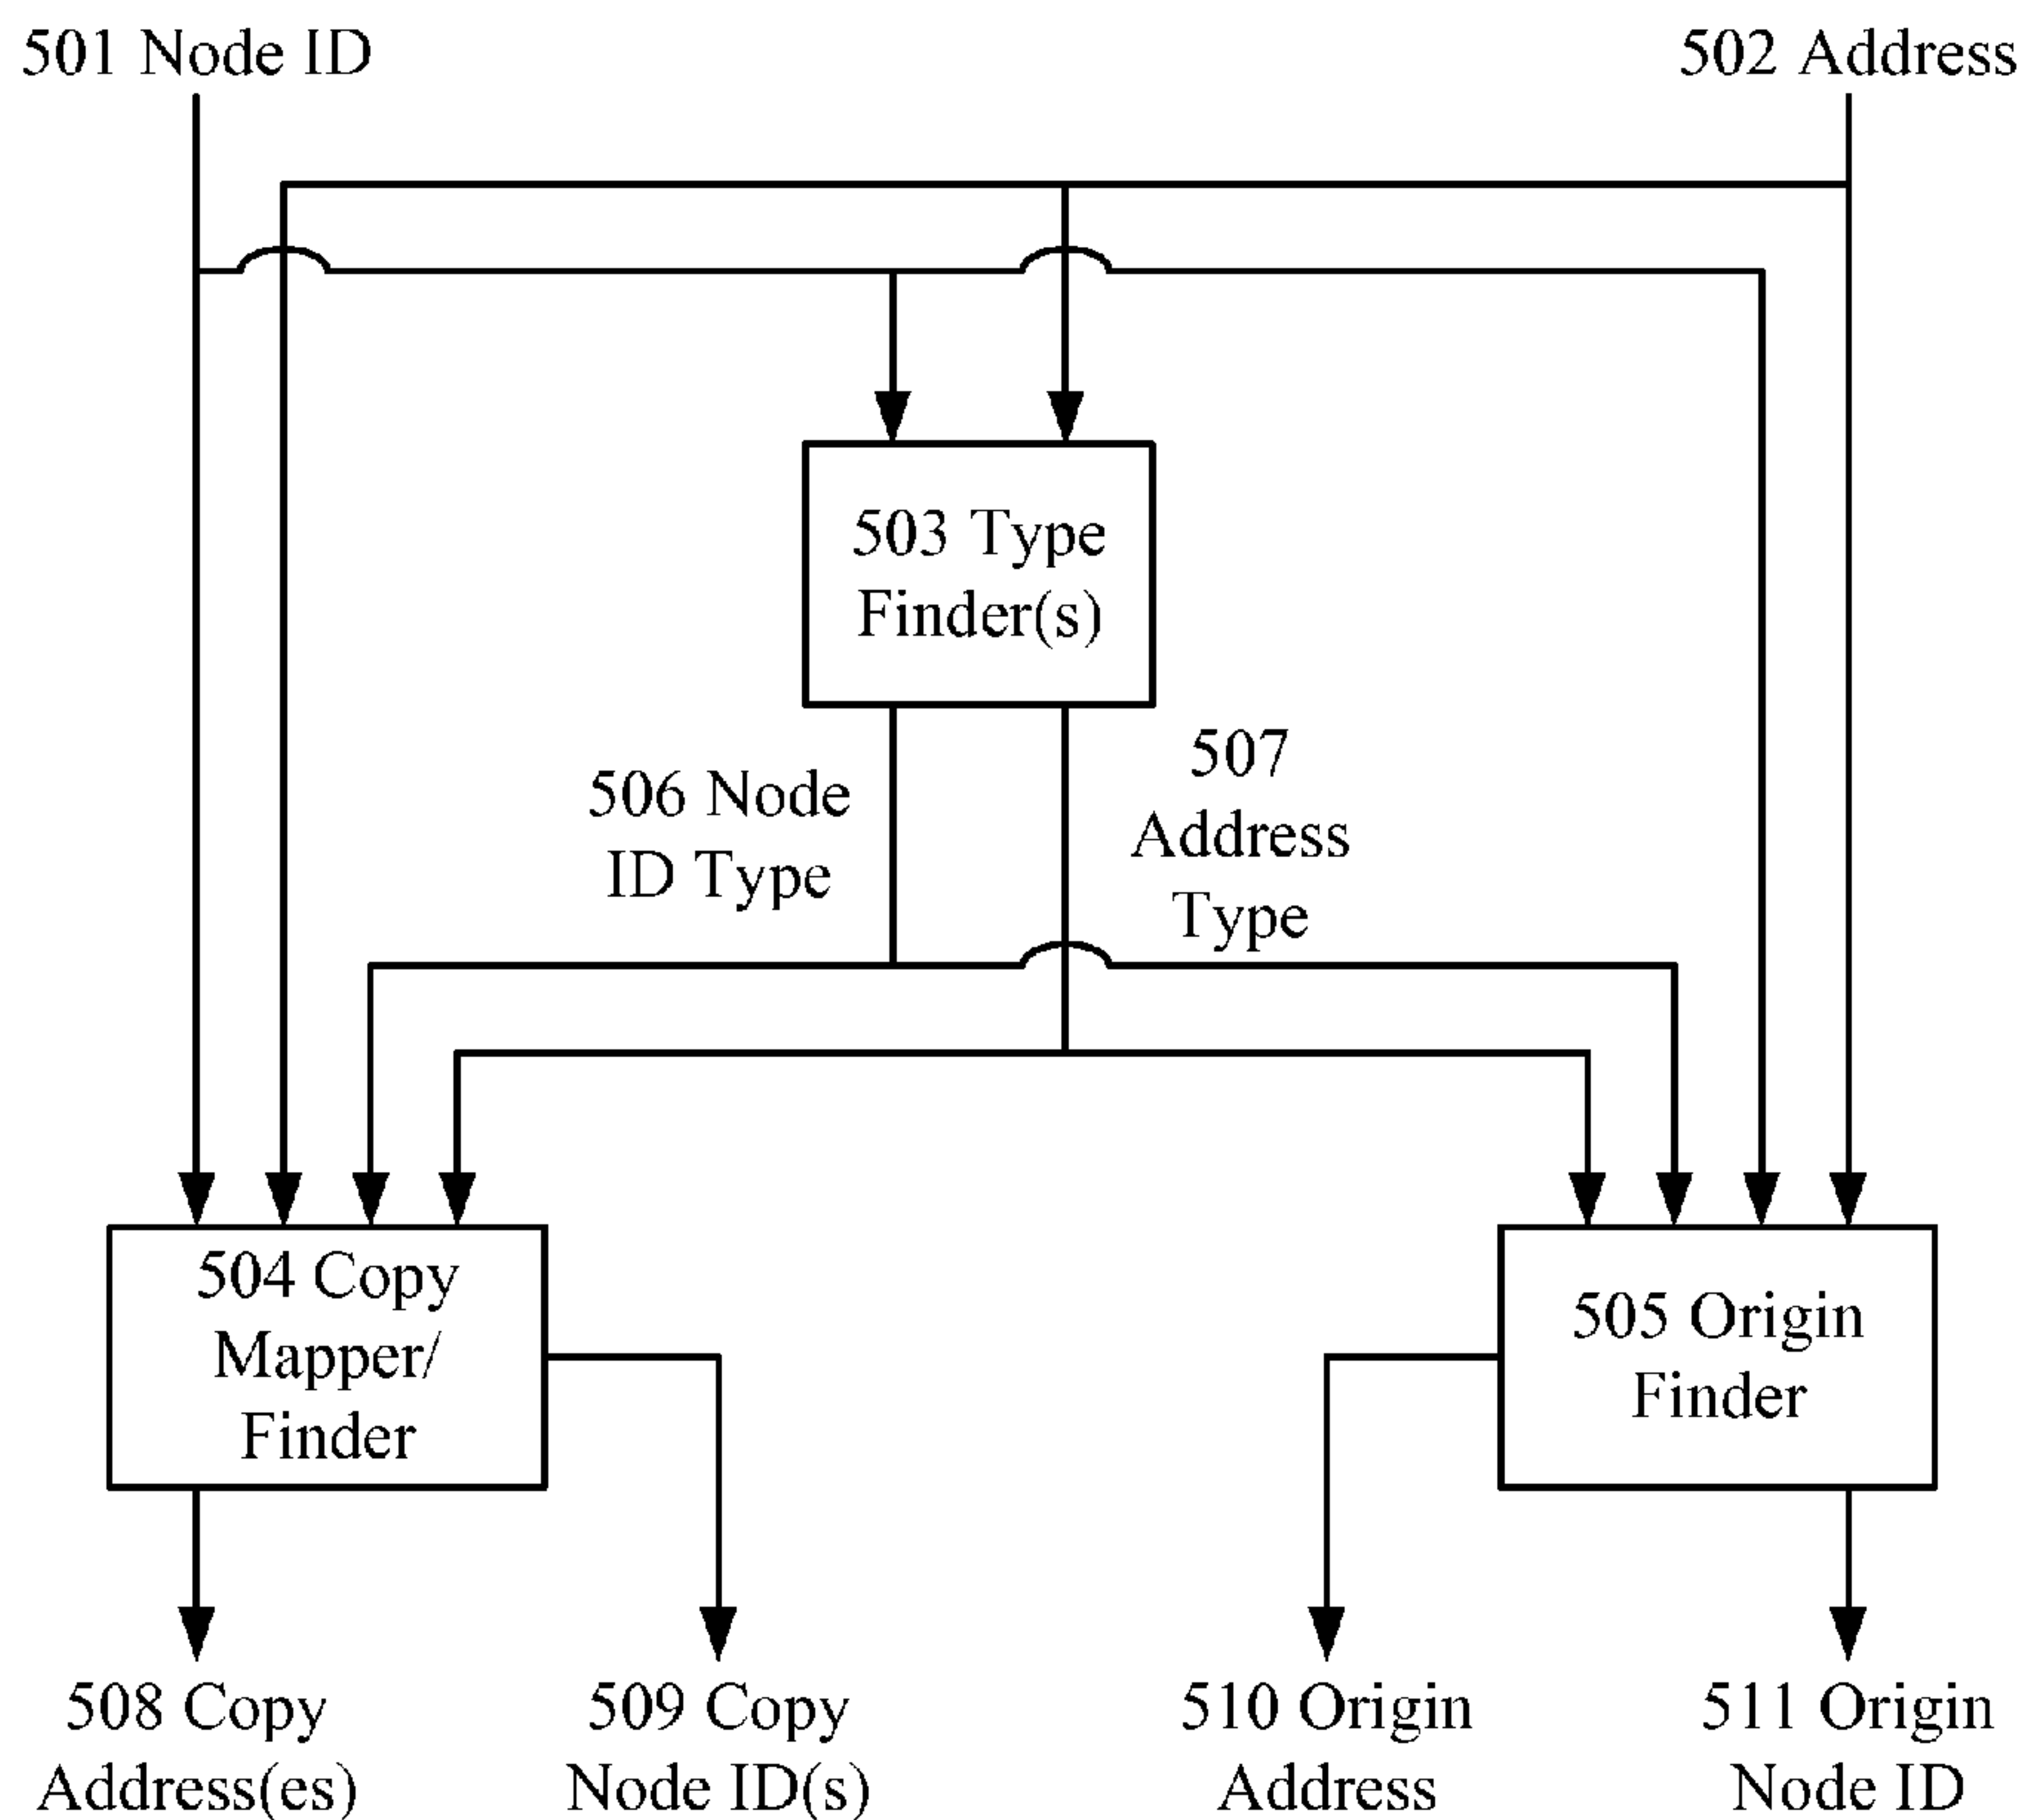 501 Node ID
502 Address
503 Type
Finder(s)
506 Node
ID Type
507
Address
Type
504 Copy
Mapper/
Finder
505 Origin
Finder
508 Copy
Address(es)
509 Copy
Node ID(s)
510 Origin
Address
511 Origin
Node ID